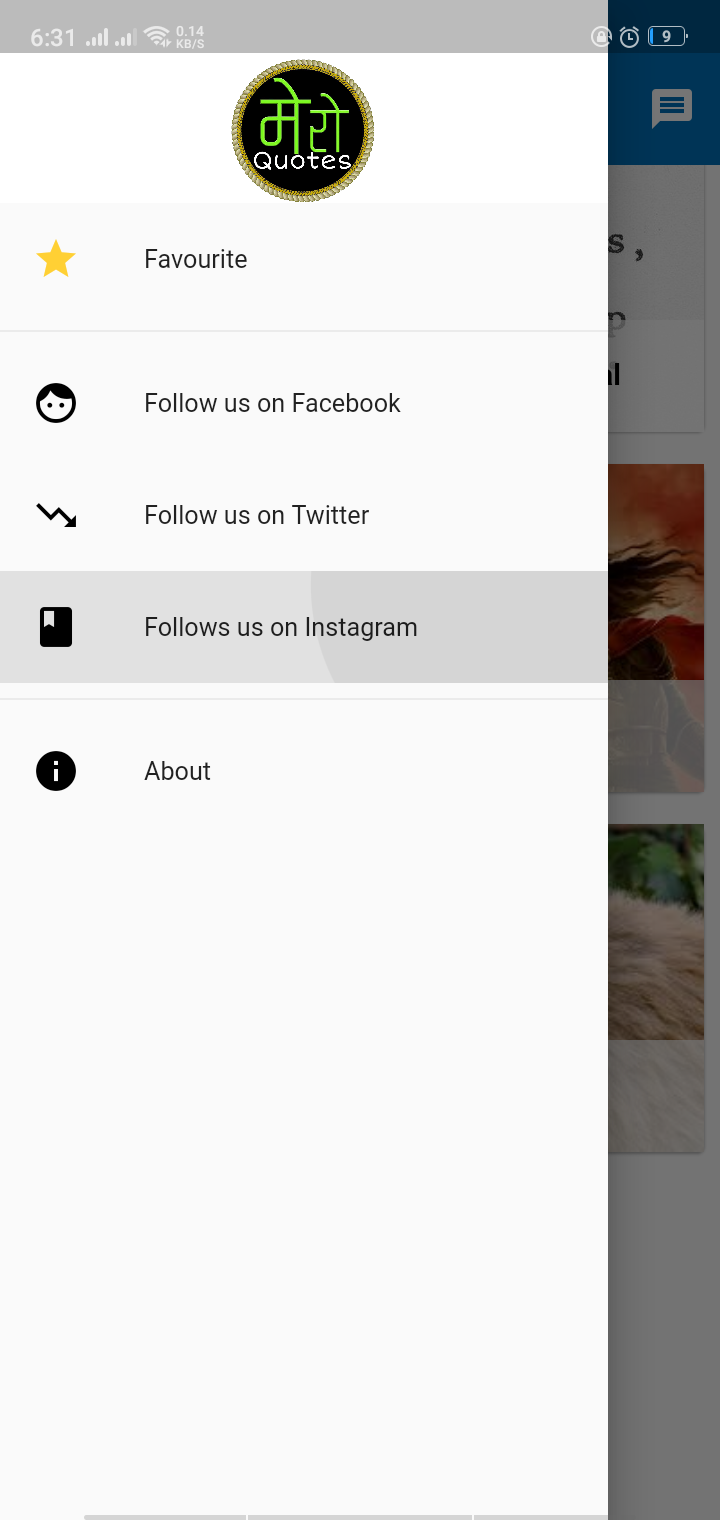 6:31
0.14
KB/S
9
मेरो
Quotes
Favourite
s ,
p
al
Follow us on Facebook
Follow us on Twitter
Follows us on Instagram
About